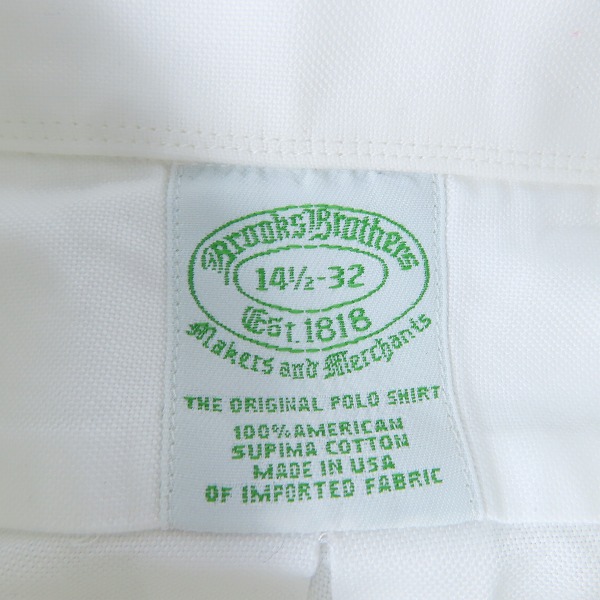 Brooks Brothers
14½-32
Est. 1818
Makers and Merchants
THE ORIGINAL POLO SHIRT
100% AMERICAN
SUPIMA COTTON
MADE IN USA
OF IMPORTED FABRIC